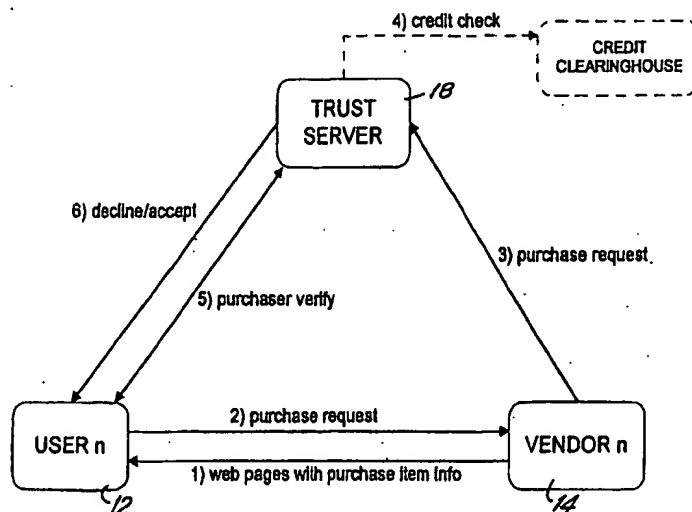 4) credit check
CREDIT
CLEARINGHOUSE
18
TRUST
SERVER
6) decline/accept
3) purchase request
5) purchaser verify
2) purchase request
USER n
VENDOR n
1) web pages with purchase item info
12
14